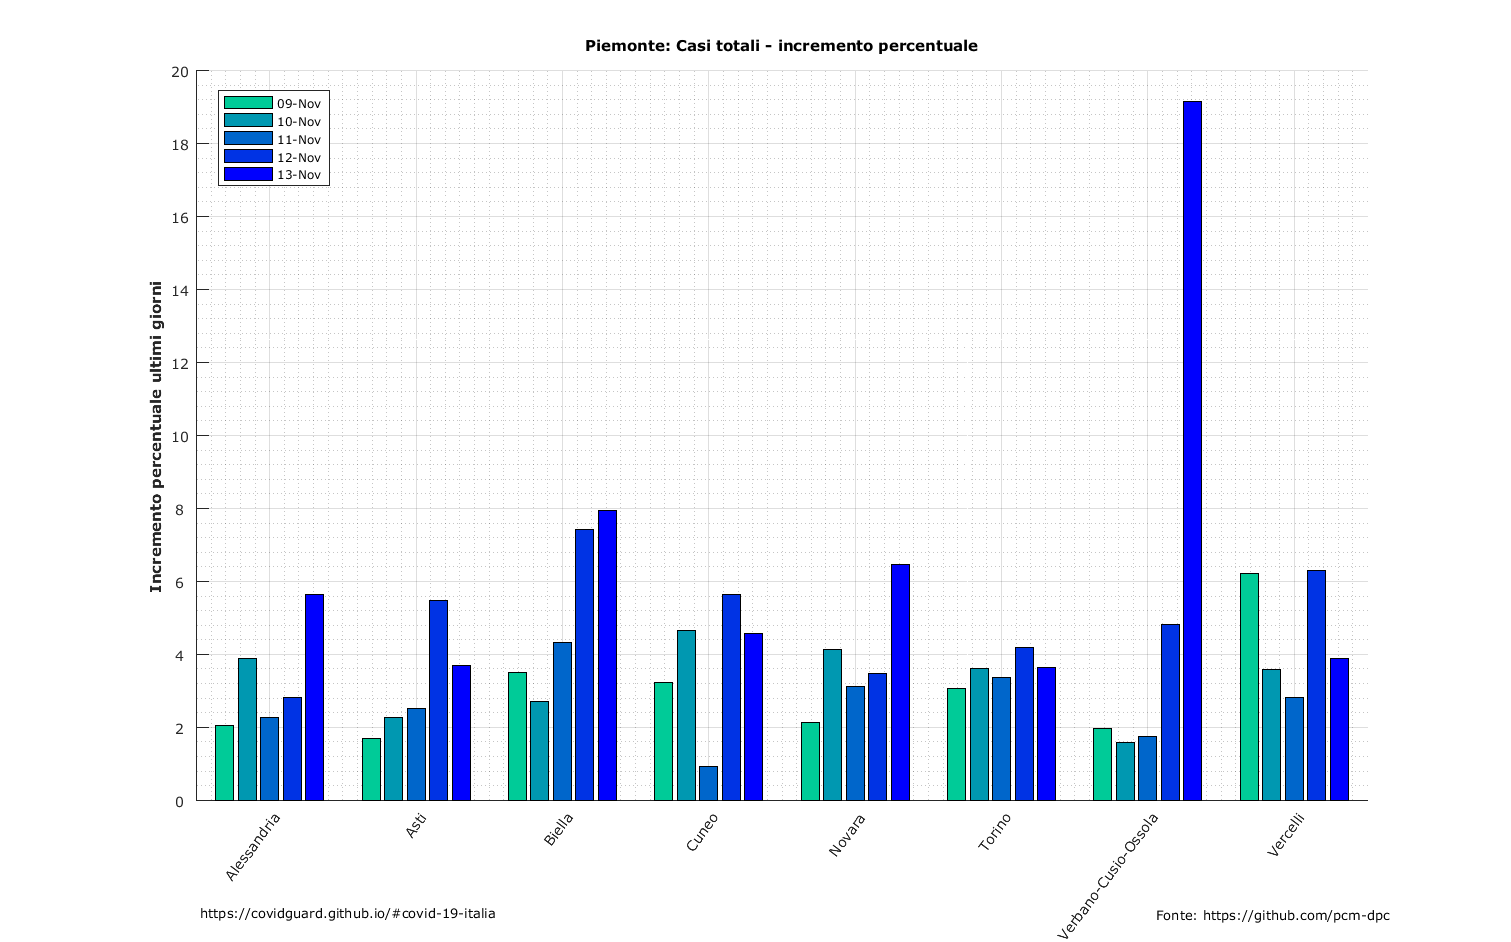 Piemonte: Casi totali - incremento percentuale
20
18
16
14
12
10
8
6
4
2
0
Incremento percentuale ultimi giorni
09-Nov
10-Nov
11-Nov
12-Nov
13-Nov
Alessandria
Asti
Biella
Cuneo
Novara
Torino
Verbano-Cusio-Ossola
Vercelli
https://covidguard.github.io/#covid-19-italia
Fonte: https://github.com/pcm-dpc